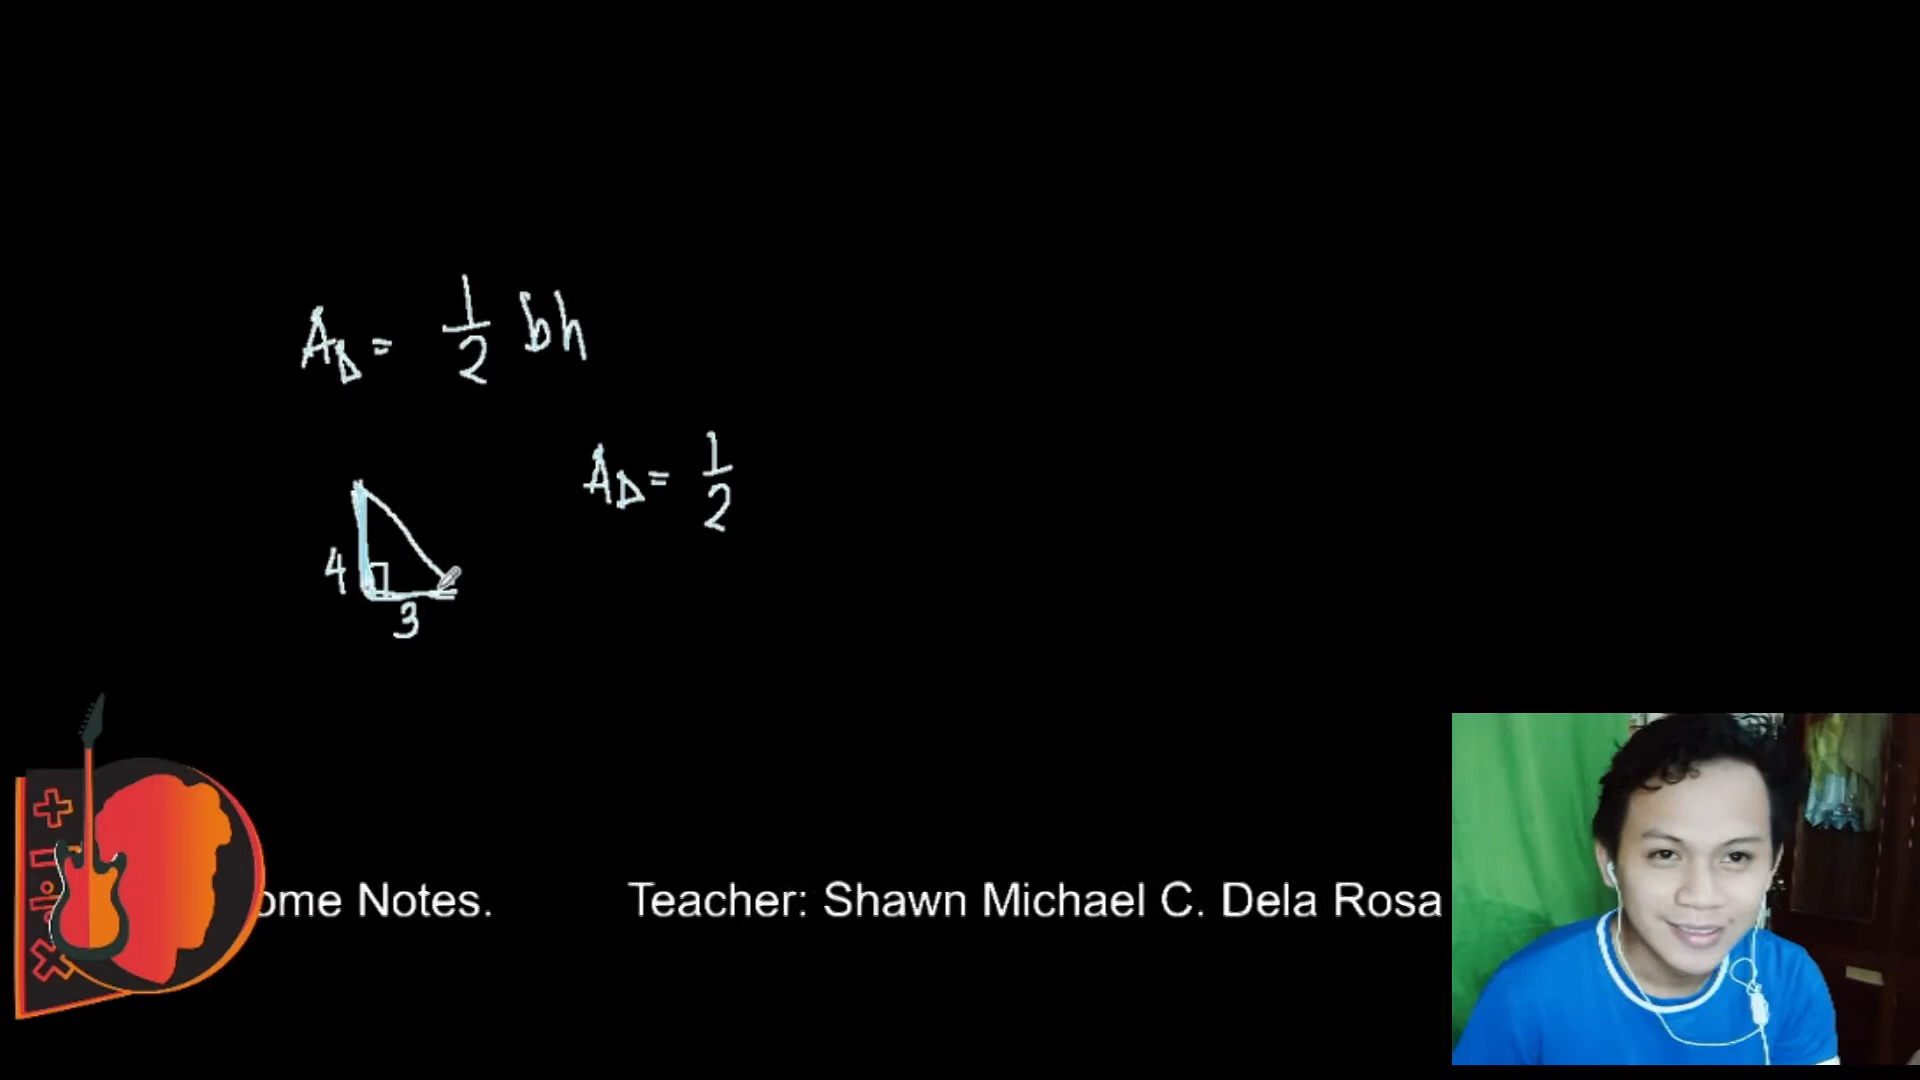 A△ = 1/2 bh
A△ = 1/2
4
3
ome Notes. Teacher: Shawn Michael C. Dela Rosa